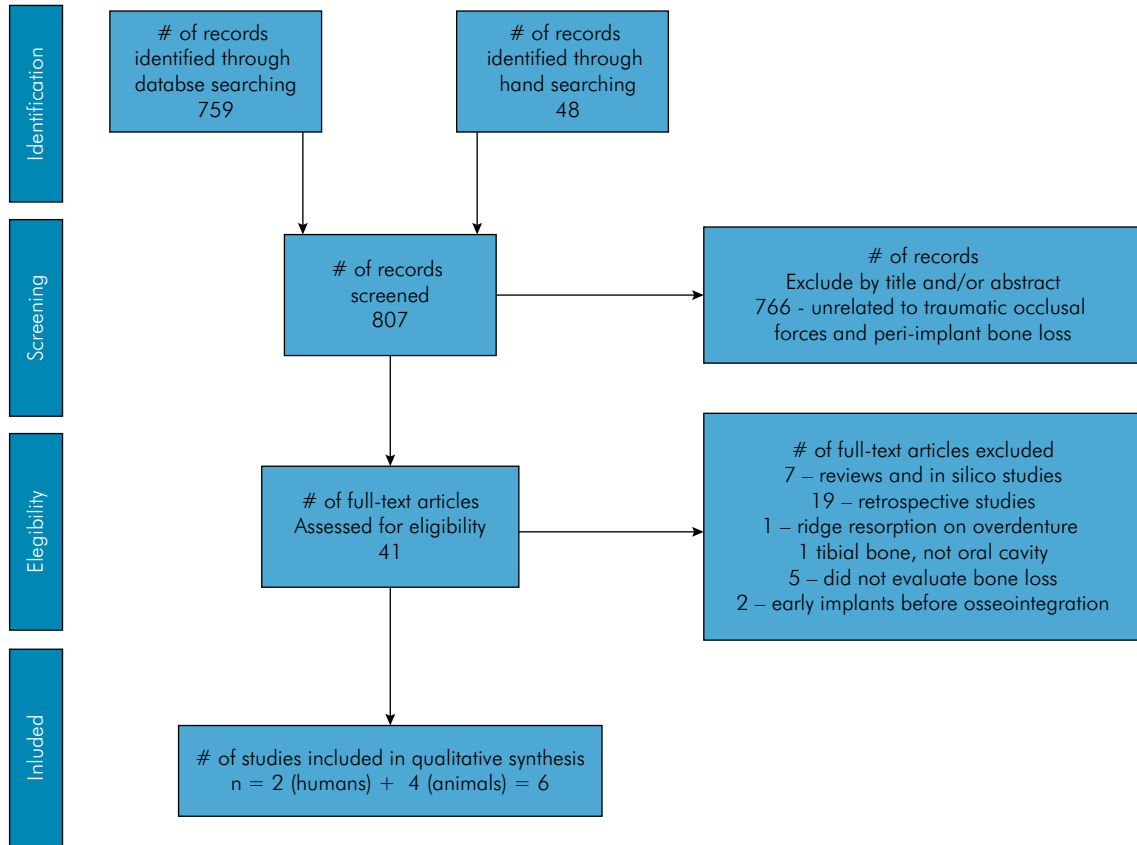 Identification
# of records
identified through
databse searching
759
# of records
identified through
hand searching
48
Screening
# of records
screened
807
# of records
Exclude by title and/or abstract
766 - unrelated to traumatic occlusal
forces and peri-implant bone loss
Elegibility
# of full-text articles
Assessed for eligibility
41
# of full-text articles excluded
7 – reviews and in silico studies
19 – retrospective studies
1 – ridge resorption on overdenture
1 tibial bone, not oral cavity
5 – did not evaluate bone loss
2 – early implants before osseointegration
Inluded
# of studies included in qualitative synthesis
n = 2 (humans) + 4 (animals) = 6